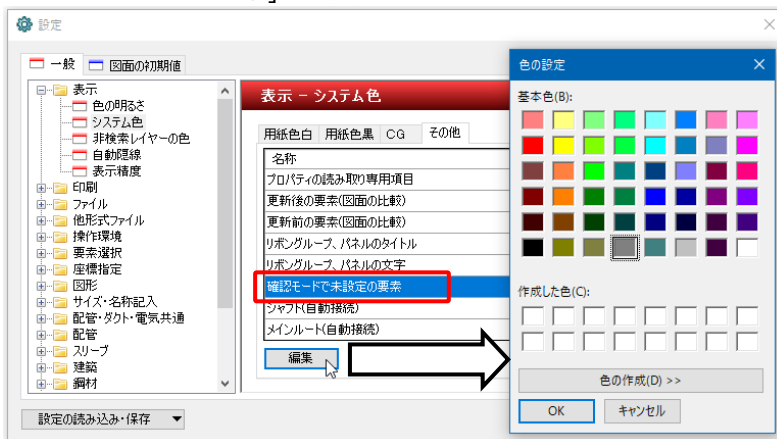 ]
設定
一般
図面の初期値
表示
色の明るさ
システム色
非検索レイヤーの色
自動隠線
表示精度
印刷
ファイル
他形式ファイル
操作環境
要素選択
座標指定
図形
サイズ・名称記入
配管・ダクト・電気共通
配管
スリーブ
建築
鋼材
設定の読み込み・保存
表示 - システム色
用紙色白 用紙色黒 CG その他
名称
プロパティの読み取り専用項目
更新後の要素(図面の比較)
更新前の要素(図面の比較)
リボングループ、パネルのタイトル
リボングループ、パネルの文字
確認モードで未設定の要素
シャフト(自動接続)
メインルート(自動接続)
編集
色の設定
基本色(B):
作成した色(C):
色の作成(D) >>
OK キャンセル